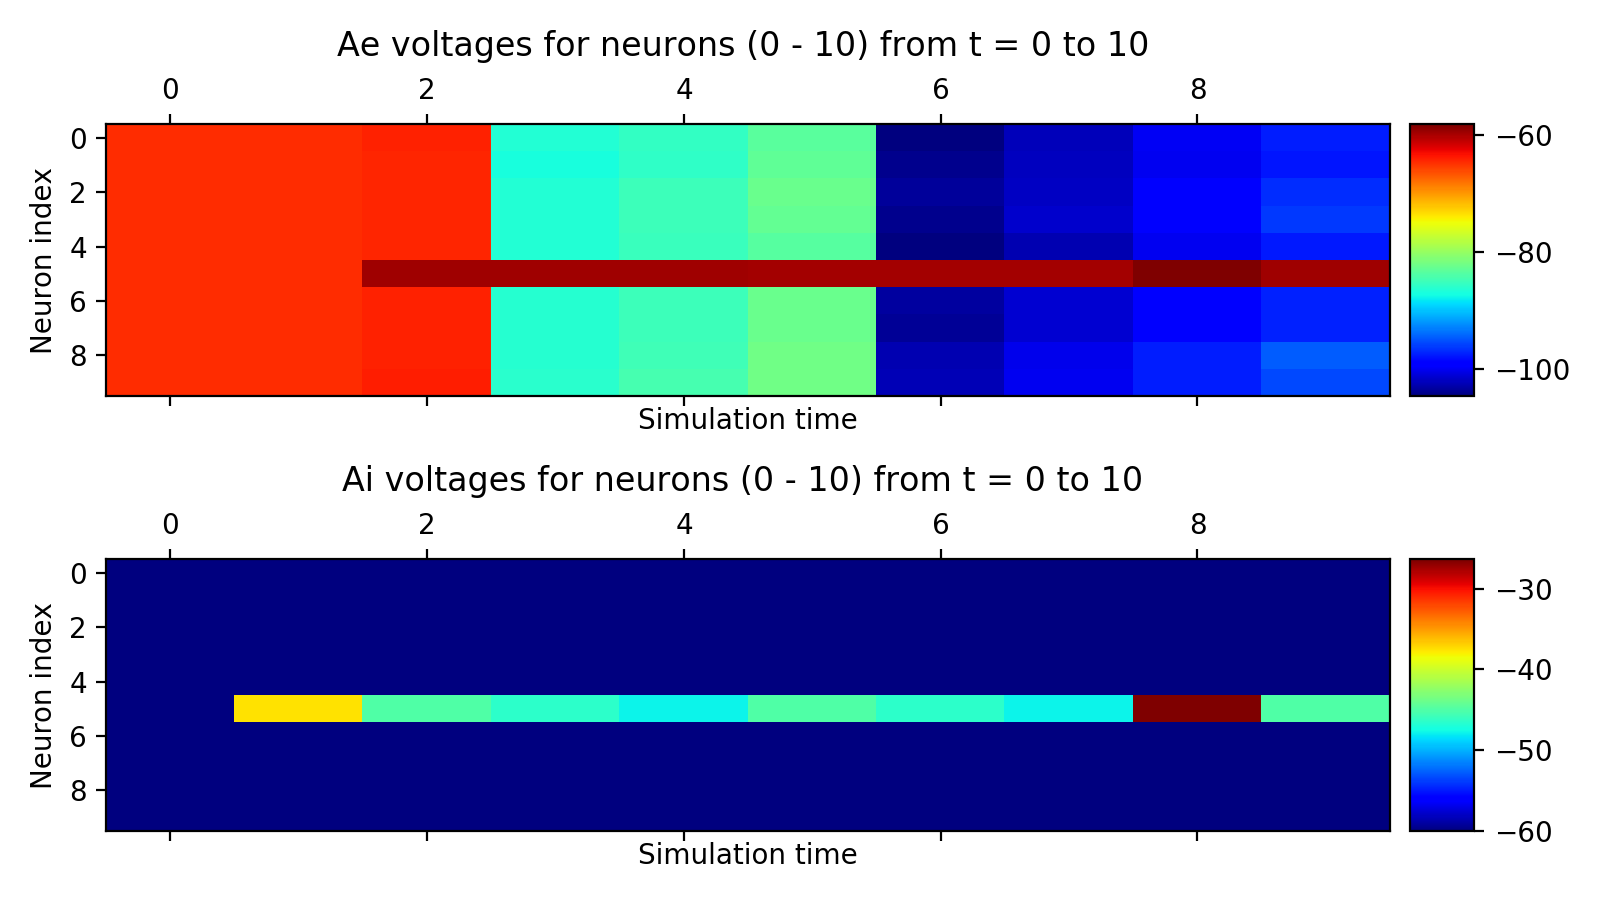 Ae voltages for neurons (0 - 10) from t = 0 to 10
0 2 4 6 8
Neuron index
0
2
4
6
8
−60
−80
−100
Simulation time
Ai voltages for neurons (0 - 10) from t = 0 to 10
0 2 4 6 8
Neuron index
0
2
4
6
8
−30
−40
−50
−60
Simulation time